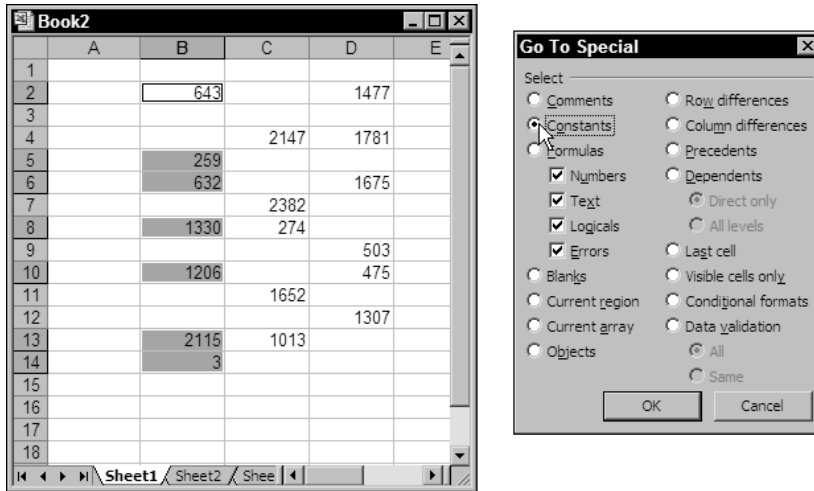 Book2
A B C D E
1
2 643 1477
3
4 2147 1781
5 259
6 632 1675
7 2382
8 1330 274
9 503
10 1206 475
11 1652
12 1307
13 2115 1013
14 3
15
16
17
18
Sheet1 Sheet2 Shee
Go To Special
Select
Comments Row differences
Constants Column differences
Formulas Precedents
Numbers Dependents
Text Direct only
Logicals All levels
Errors Last cell
Blanks Visible cells only
Current region Conditional formats
Current array Data validation
Objects All
Same
OK Cancel